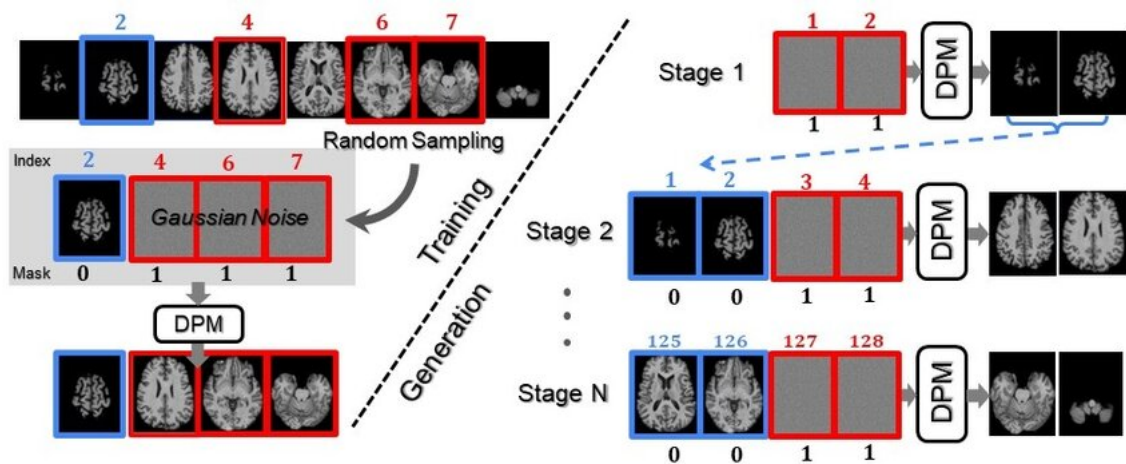 2 4 6 7
Random Sampling
Index 2 4 6 7
Gaussian Noise
Mask 0 1 1 1
DPM
Training
Generation
1 2
Stage 1 DPM
1 1
1 2 3 4
Stage 2 DPM
0 0 1 1
125 126 127 128
Stage N DPM
0 0 1 1